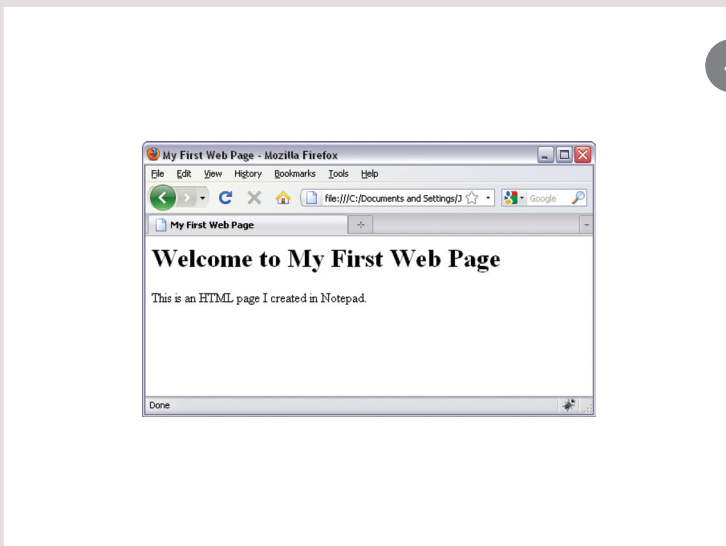 My First Web Page - Mozilla Firefox
File Edit View History Bookmarks Tools Help
file:///C:/Documents and Settings/J Google
My First Web Page
Welcome to My First Web Page
This is an HTML page I created in Notepad.
Done